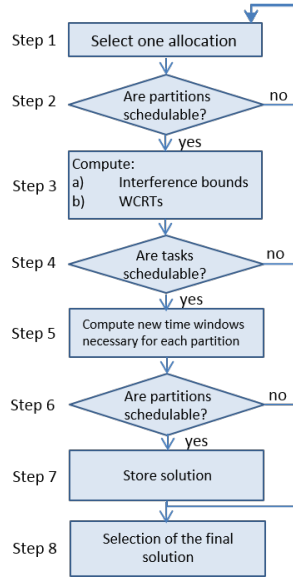 Step 1
Select one allocation
Step 2
Are partitions
schedulable?
no
yes
Step 3
Compute:
a) Interference bounds
b) WCRTs
Step 4
Are tasks
schedulable?
no
yes
Step 5
Compute new time windows
necessary for each partition
Step 6
Are partitions
schedulable?
no
yes
Step 7
Store solution
Step 8
Selection of the final
solution